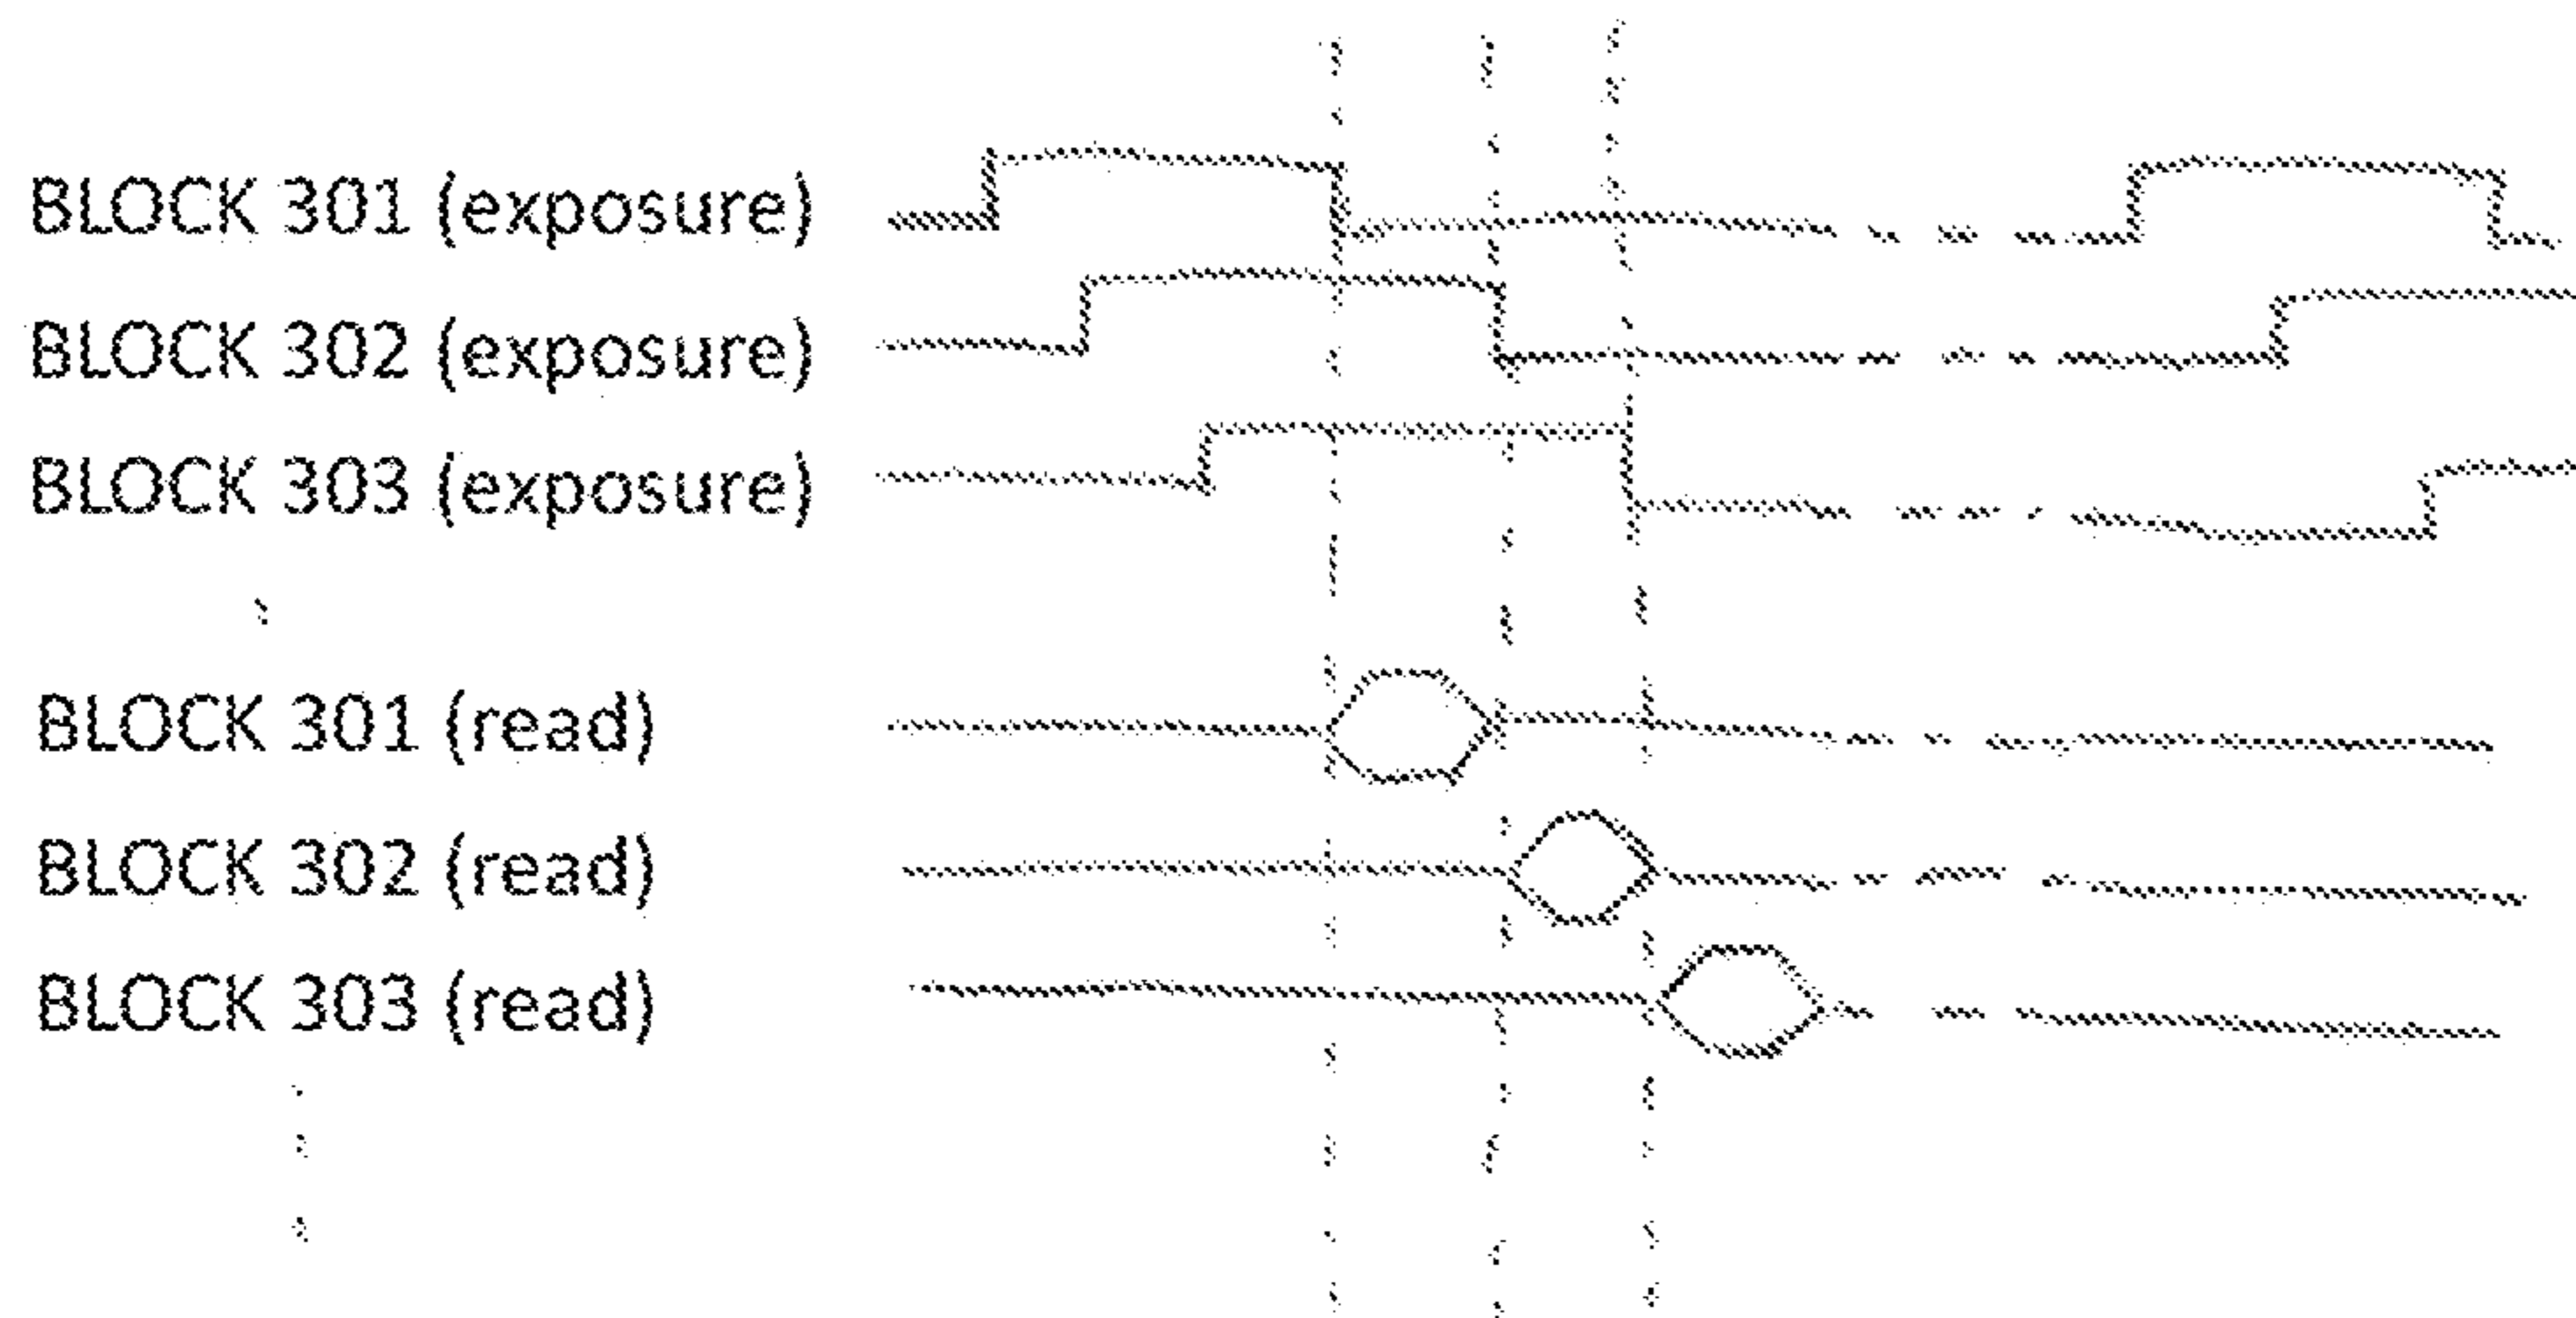 BLOCK 301 (exposure)
BLOCK 302 (exposure)
BLOCK 303 (exposure)
BLOCK 301 (read)
BLOCK 302 (read)
BLOCK 303 (read)